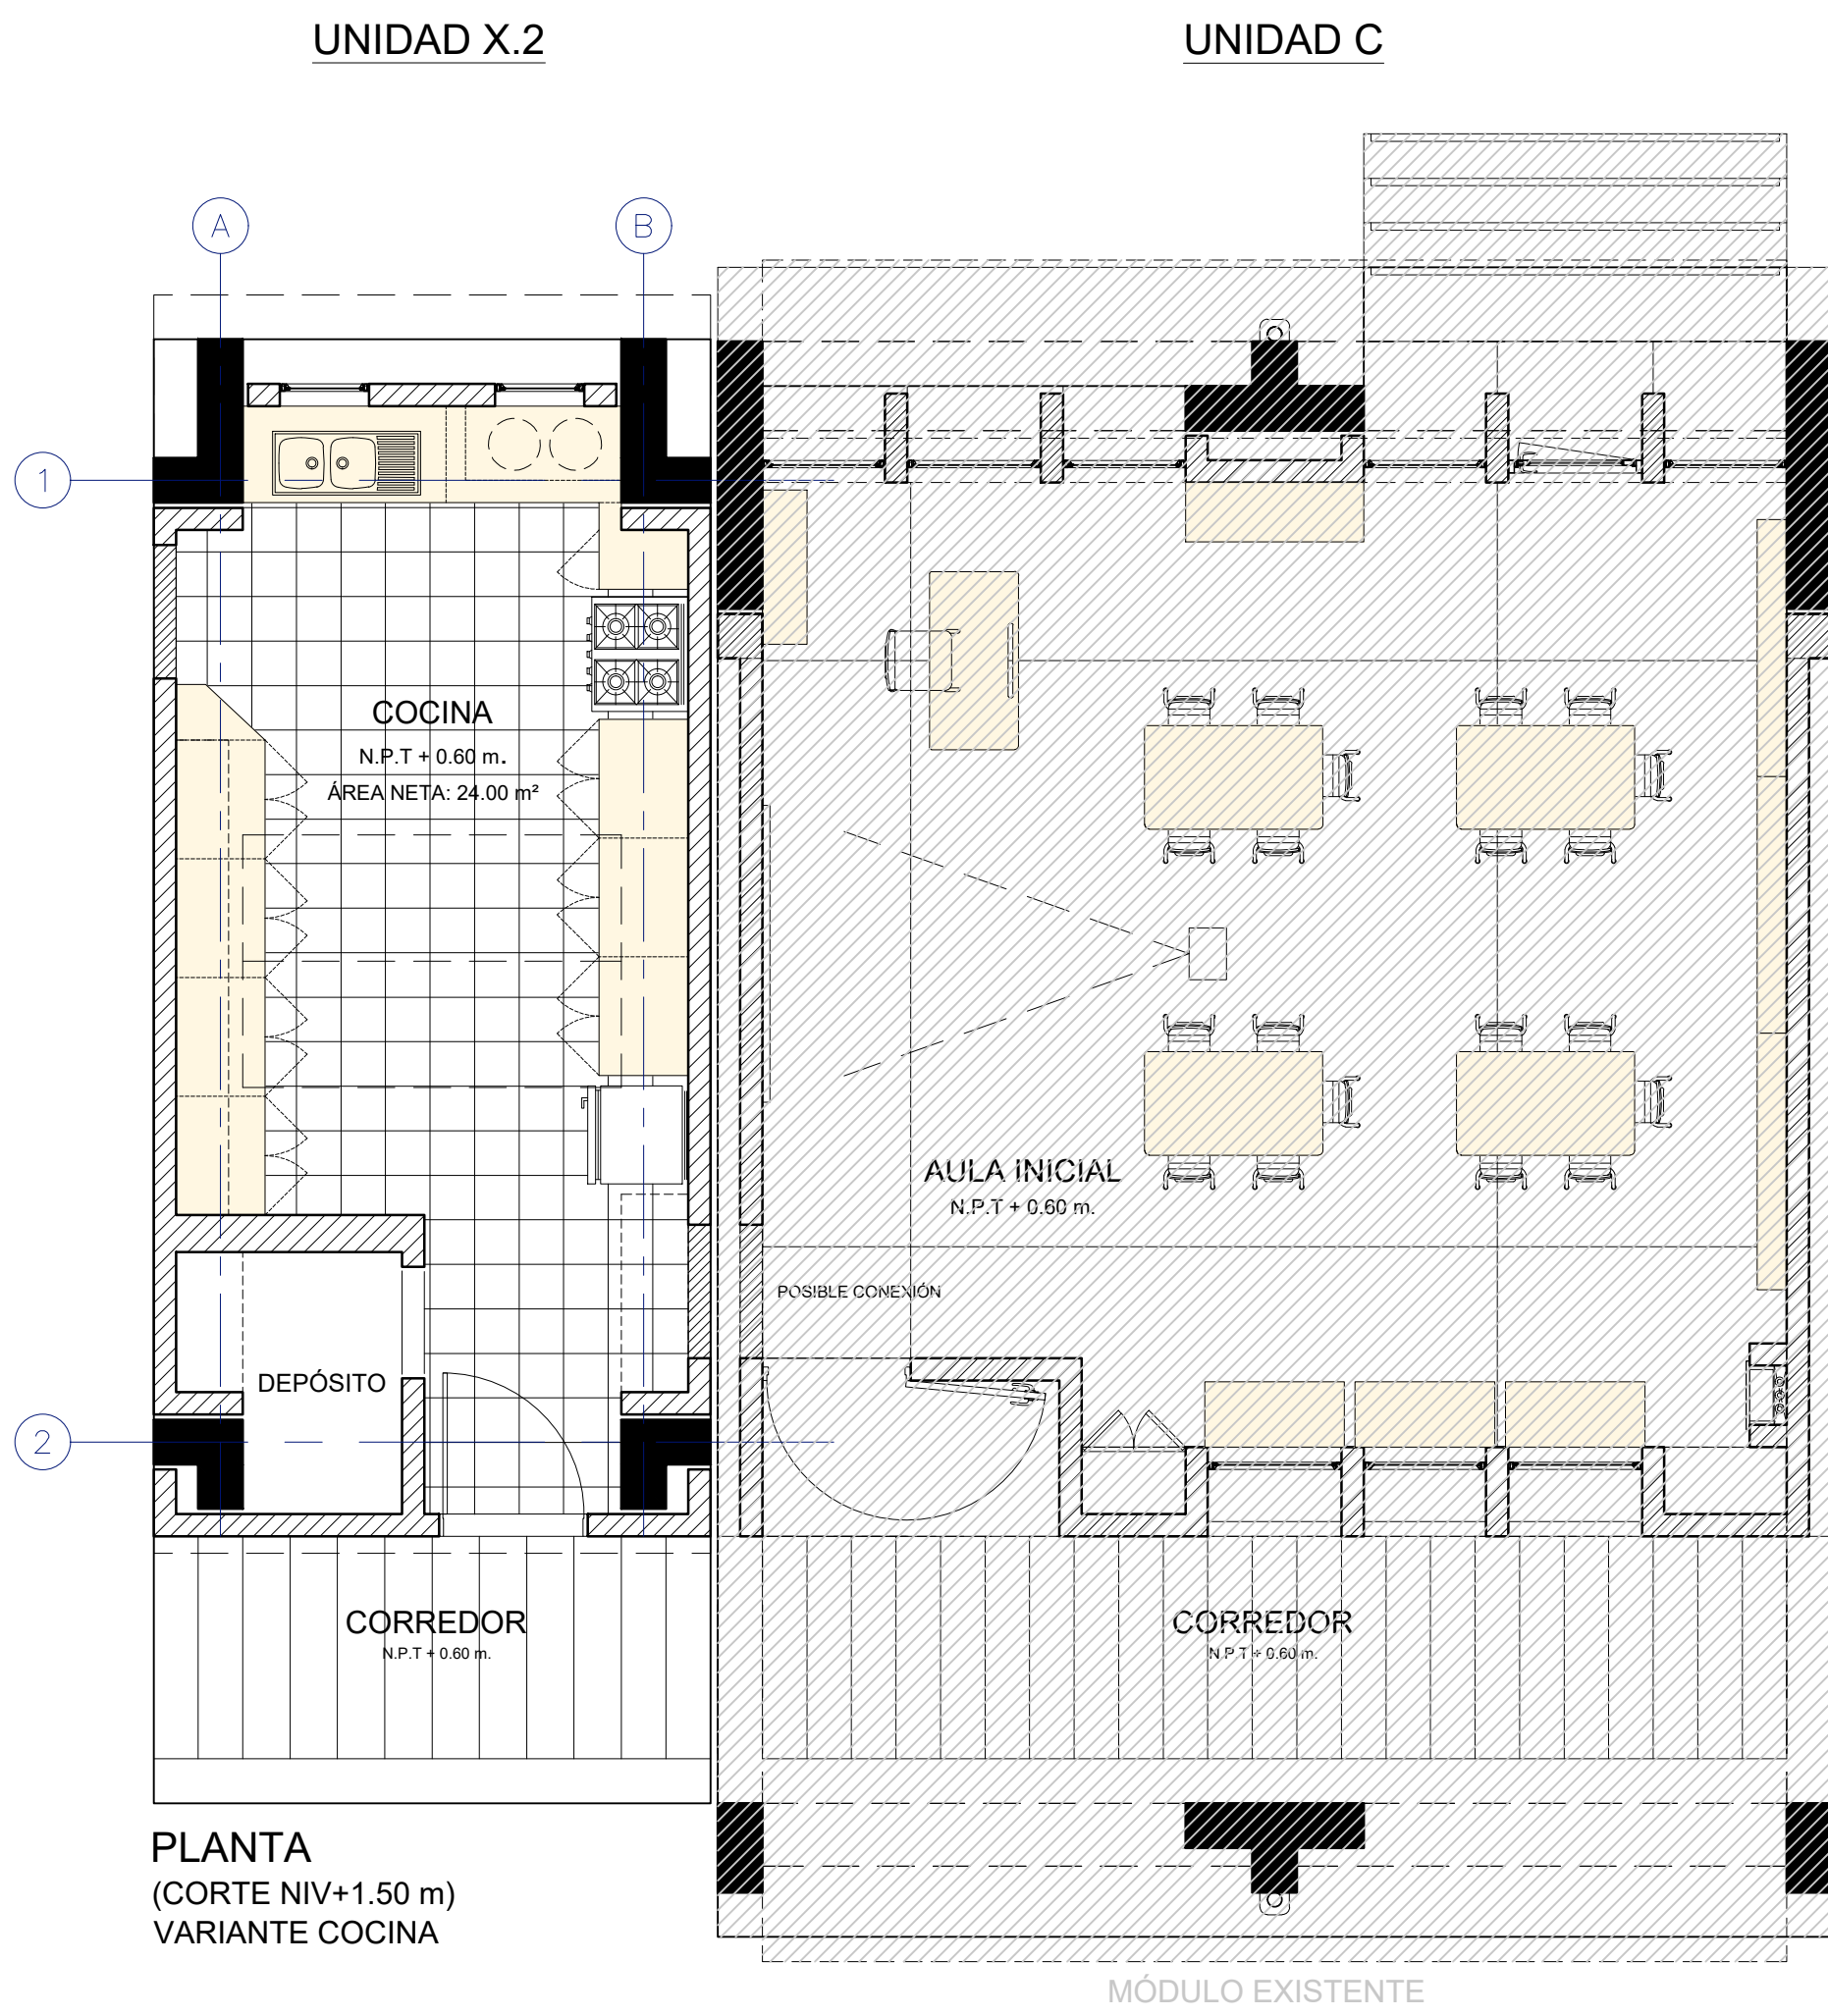 UNIDAD X.2
UNIDAD C
A
B
1
COCINA
N.P.T + 0.60 m.
ÁREA NETA: 24.00 m²
AULA INICIAL
N.P.T + 0.60 m.
POSIBLE CONEXIÓN
DEPÓSITO
2
CORREDOR
N.P.T + 0.60 m.
CORREDOR
N.P.T + 0.60 m.
PLANTA
(CORTE NIV+1.50 m)
VARIANTE COCINA
MÓDULO EXISTENTE